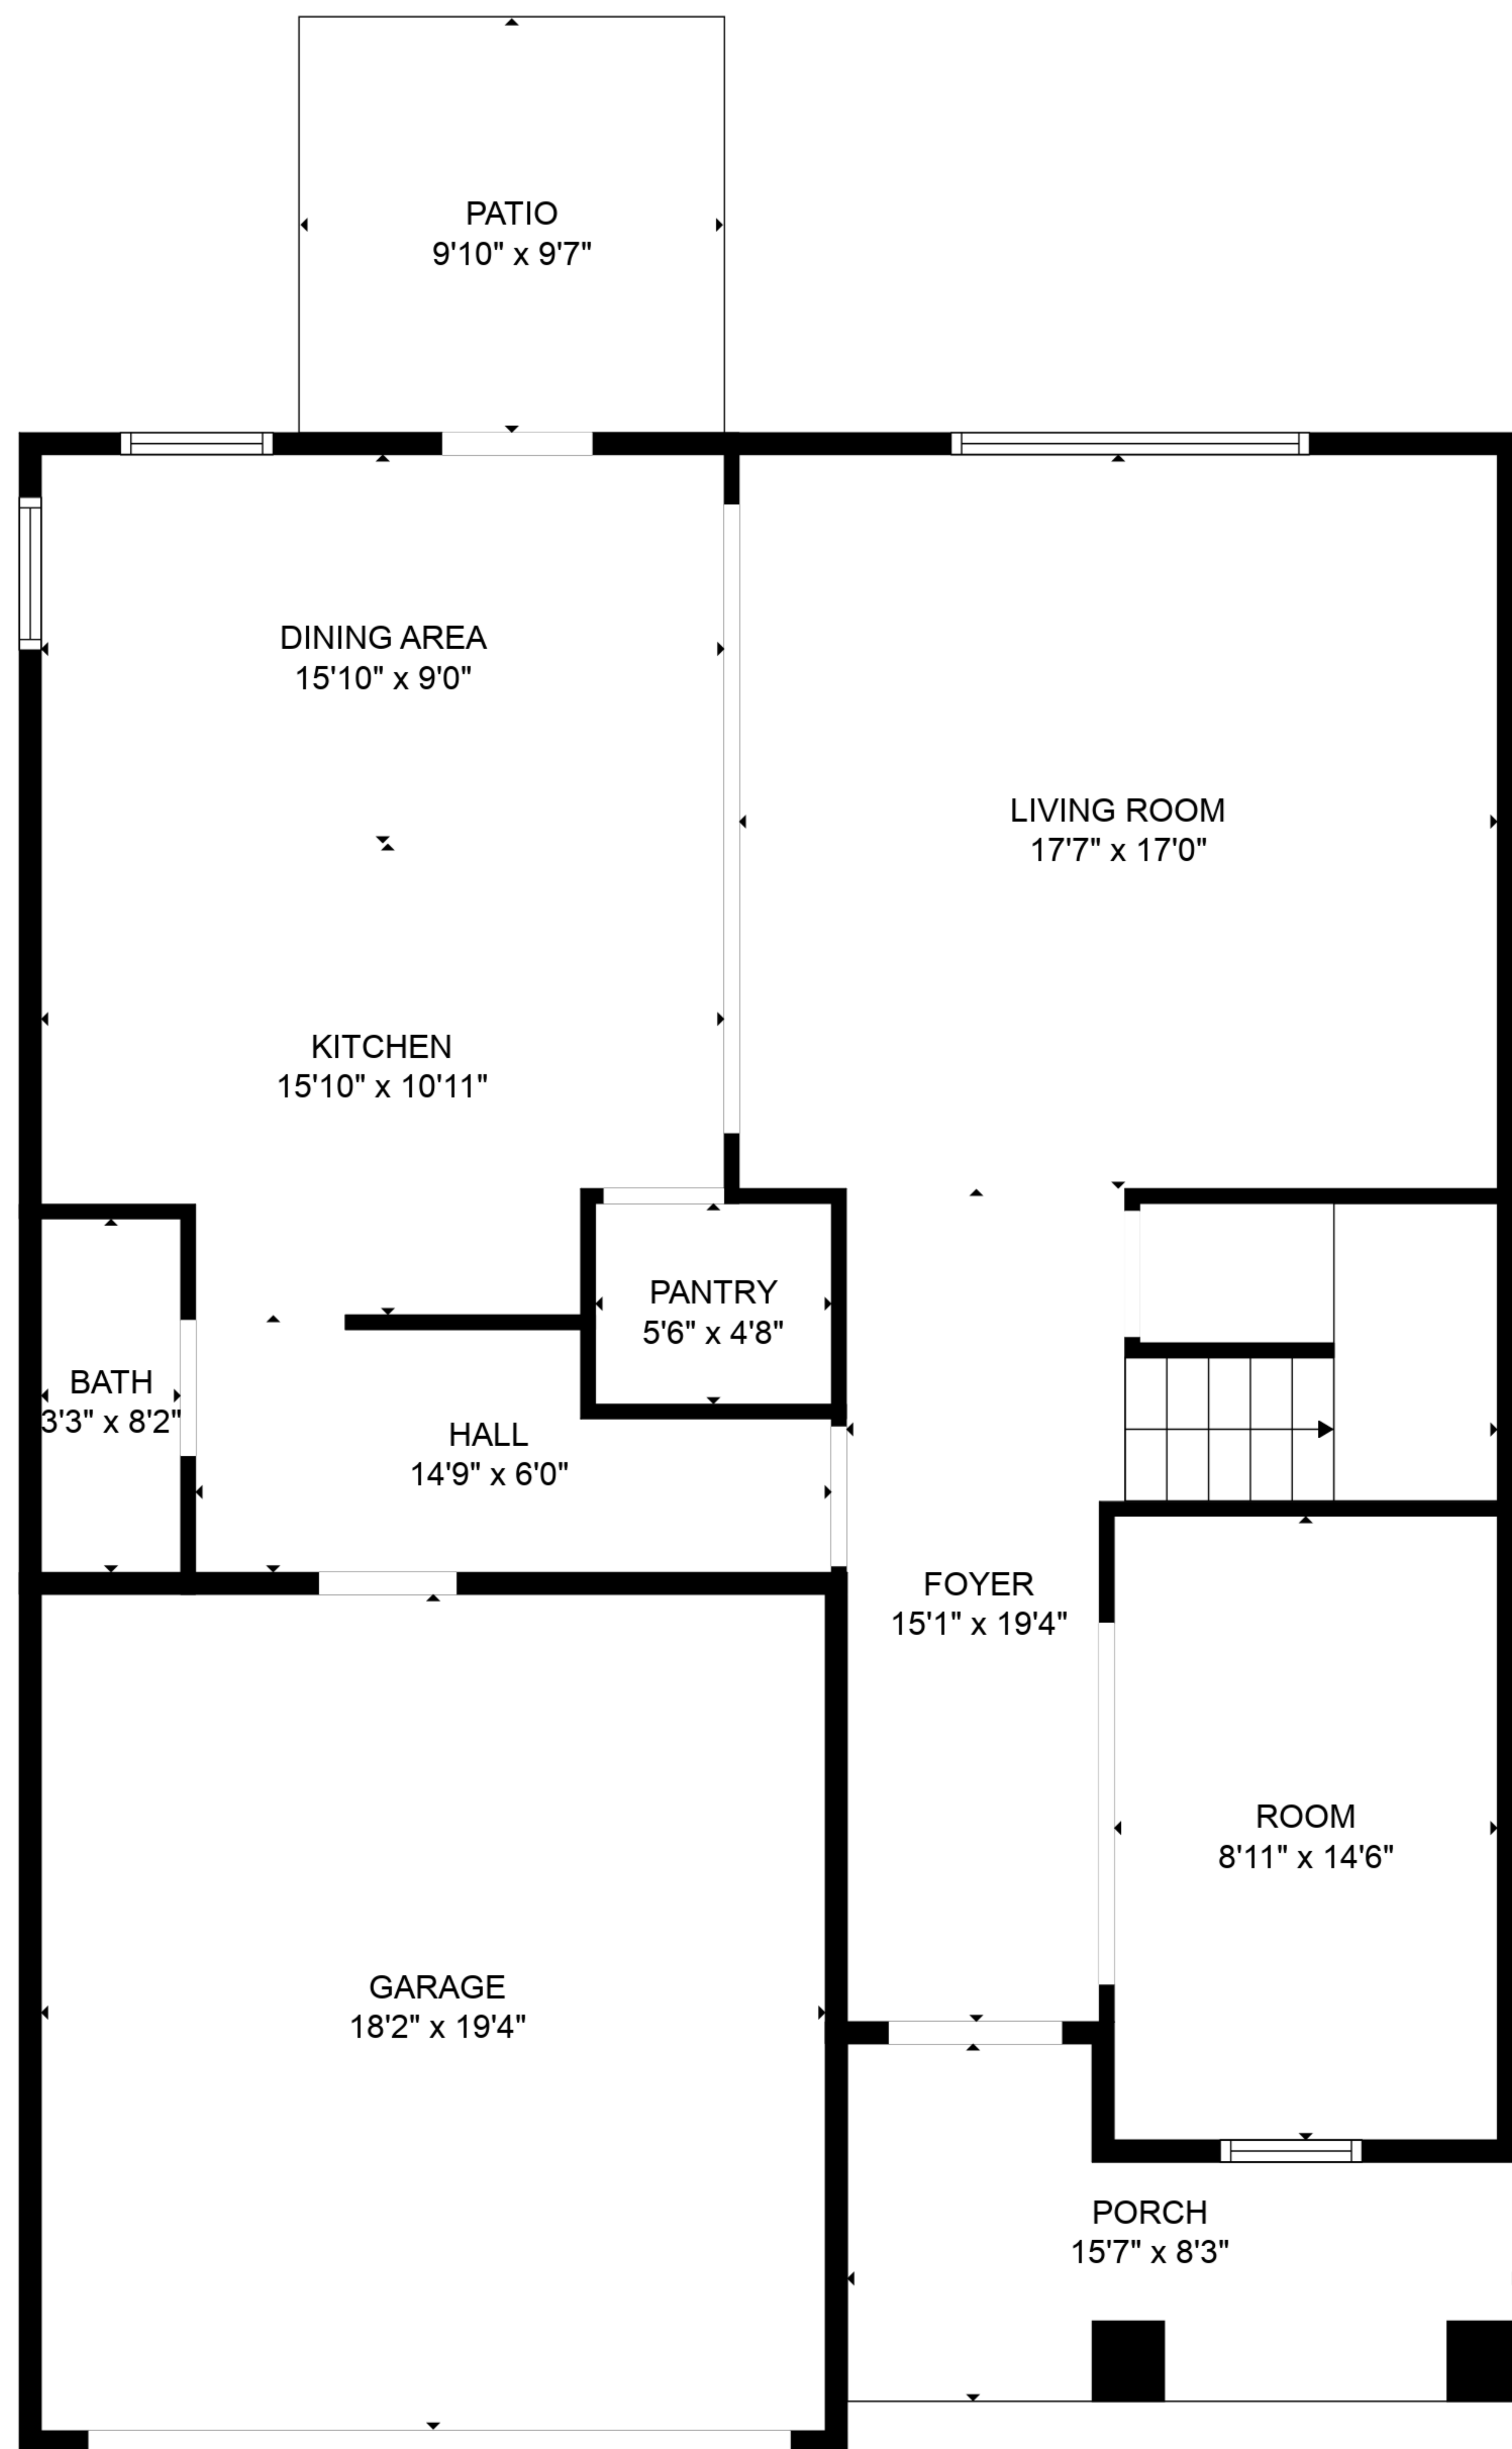 PATIO
9'10" x 9'7"
DINING AREA
15'10" x 9'0"
LIVING ROOM
17'7" x 17'0"
KITCHEN
15'10" x 10'11"
PANTRY
5'6" x 4'8"
BATH
3'3" x 8'2"
HALL
14'9" x 6'0"
FOYER
15'1" x 19'4"
ROOM
8'11" x 14'6"
GARAGE
18'2" x 19'4"
PORCH
15'7" x 8'3"